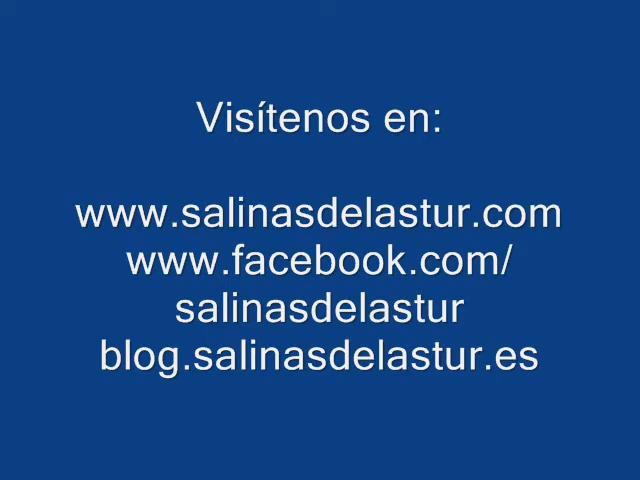 Visítenos en:
www.salinasdelastur.com
www.facebook.com/
salinasdelastur
blog.salinasdelastur.es